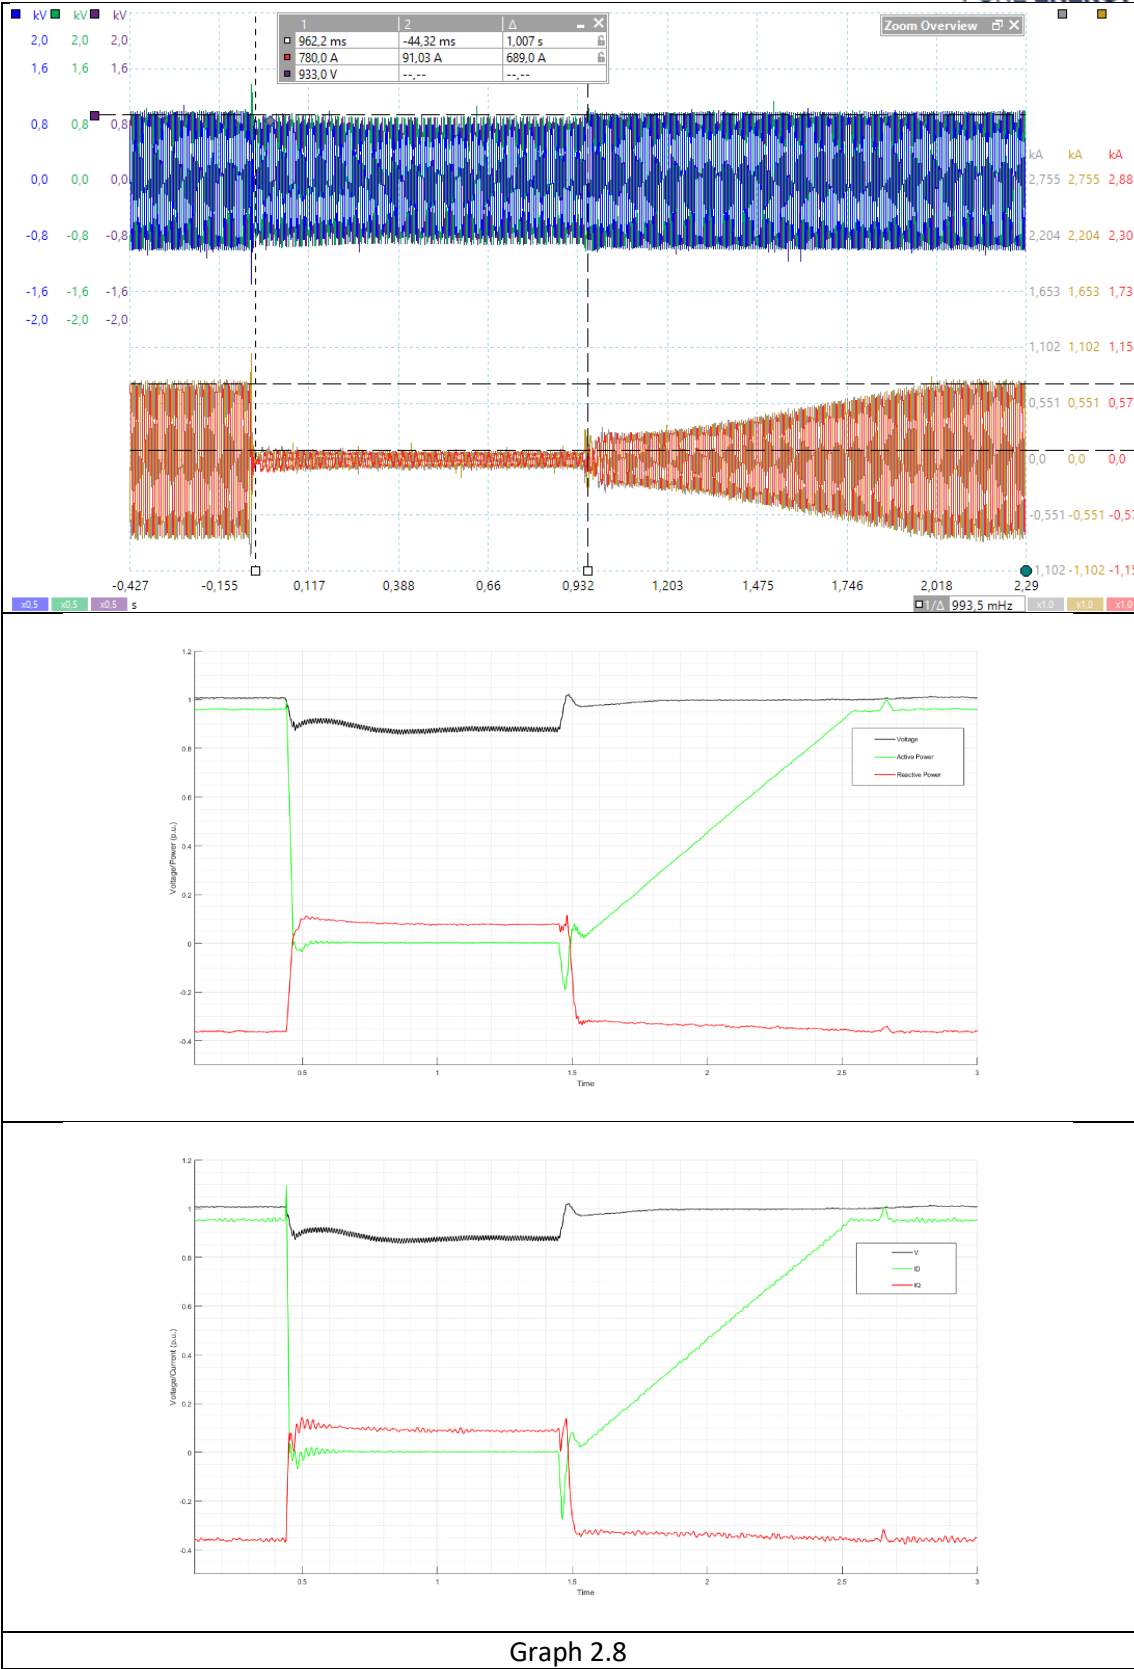 kV kV kV
1 2 Δ
962,2 ms -44,32 ms 1,007 s
780,0 A 91,03 A 689,0 A
933,0 V --,-- --,--
Zoom Overview
2,0 2,0 2,0
1,6 1,6 1,6
0,8 0,8 0,8
0,0 0,0 0,0
-0,8 -0,8 -0,8
-1,6 -1,6 -1,6
-2,0 -2,0 -2,0
kA kA kA
2,755 2,755 2,88
2,204 2,204 2,30
1,653 1,653 1,73
1,102 1,102 1,15
0,551 0,551 0,57
0,0 0,0 0,0
-0,551 -0,551 -0,57
-1,102 -1,102 -1,15
-0,427 -0,155 0,117 0,388 0,66 0,932 1,203 1,475 1,746 2,018 2,29
x0.5 x0.5 x0.5 s
1/Δ 993,5 mHz x1.0 x1.0 x1.0
1.2
1
0.8
0.6
0.4
0.2
0
-0.2
-0.4
Voltage/Power (p.u.)
Voltage
Active Power
Reactive Power
0.5 1 1.5 2 2.5 3
Time
1.2
1
0.8
0.6
0.4
0.2
0
-0.2
-0.4
Voltage/Current (p.u.)
V
ID
IQ
0.5 1 1.5 2 2.5 3
Time
Graph 2.8